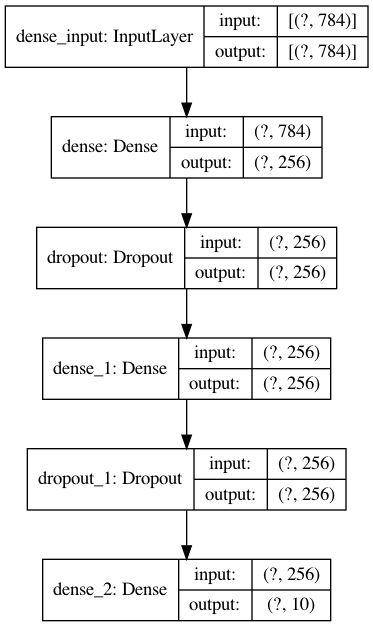 dense_input: InputLayer input: [(?, 784)]
output: [(?, 784)]
dense: Dense input: (?, 784)
output: (?, 256)
dropout: Dropout input: (?, 256)
output: (?, 256)
dense_1: Dense input: (?, 256)
output: (?, 256)
dropout_1: Dropout input: (?, 256)
output: (?, 256)
dense_2: Dense input: (?, 256)
output: (?, 10)